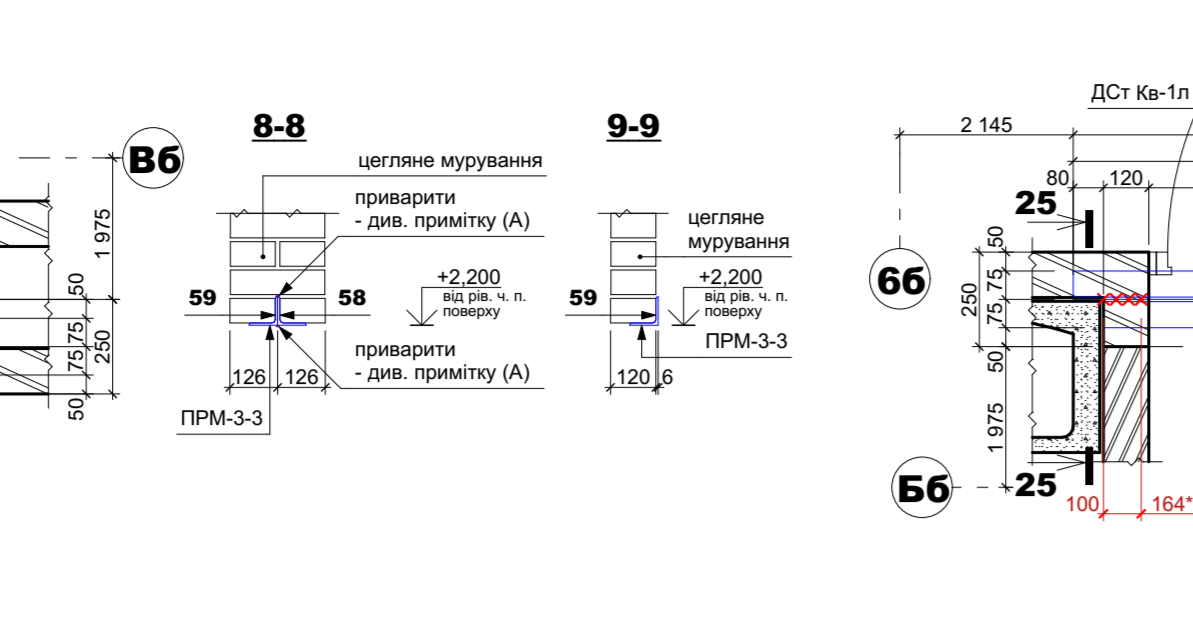 Вб
1 975
50
75
75
250
50
8-8
цегляне мурування
приварити
- див. примітку (А)
59
58
+2,200
від рів. ч. п.
поверху
приварити
- див. примітку (А)
126
126
ПРМ-3-3
9-9
цегляне
мурування
59
+2,200
від рів. ч. п.
поверху
ПРМ-3-3
120
6
ДСт Кв-1л
2 145
80
120
25
50
6б
75
250
75
50
1 975
Бб
25
100
164*